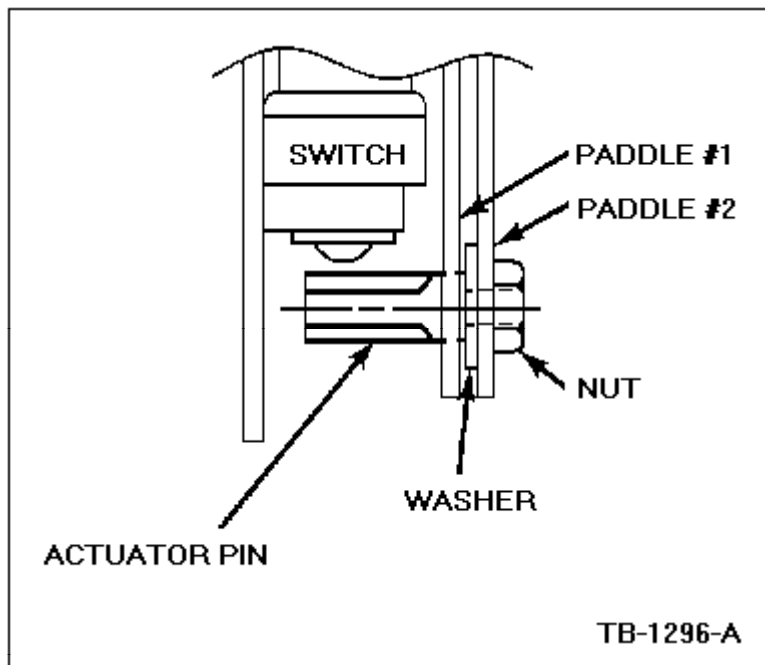 SWITCH
PADDLE #1
PADDLE #2
NUT
WASHER
ACTUATOR PIN
TB-1296-A